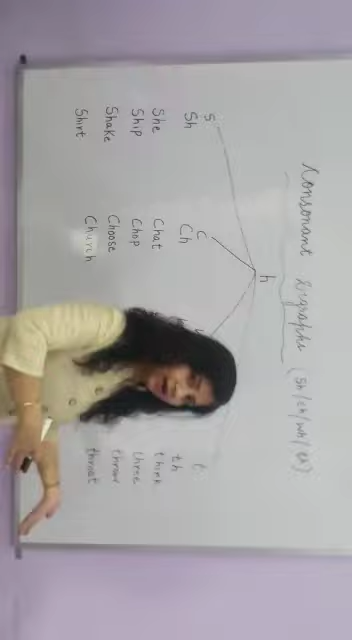 Consonant Digraphs (sh/ch/wh/th)
h
s c t
Sh Ch th
She Chat think
Ship Chop three
Shake Choose throw
Shirt Church throat